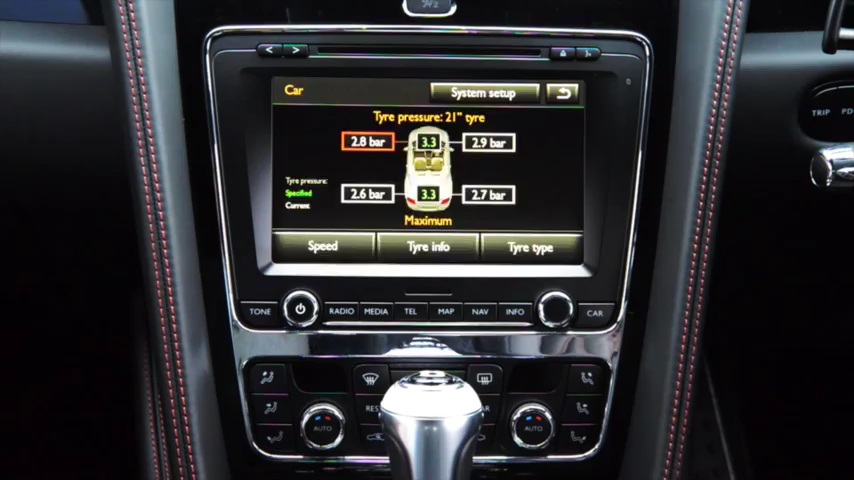 Car
System setup
Tyre pressure: 21" tyre
2.8 bar
3.3
2.9 bar
Tyre pressure:
Specified
Current:
2.6 bar
3.3
2.7 bar
Maximum
Speed
Tyre info
Tyre type
TONE
RADIO
MEDIA
TEL
MAP
NAV
INFO
CAR
TRIP
AUTO
AUTO